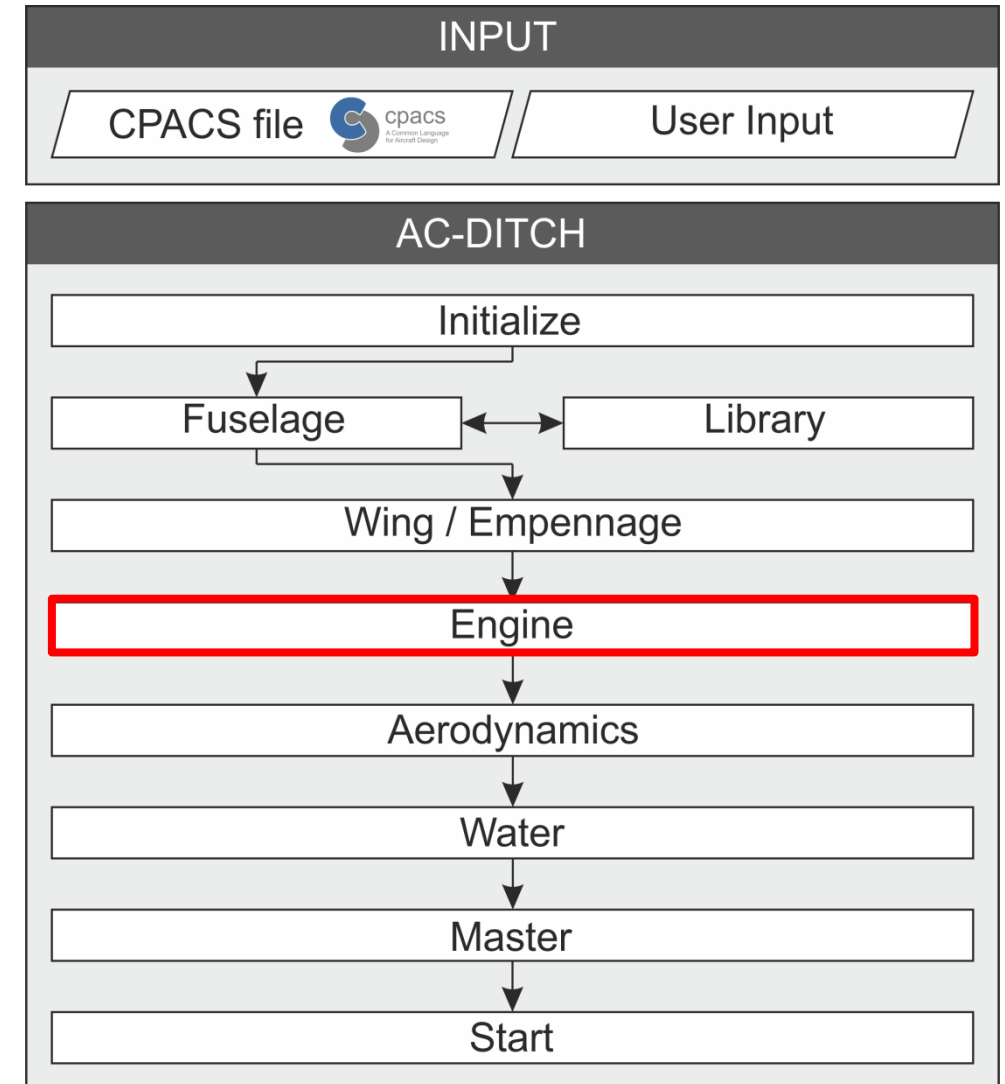 INPUT
CPACS file
cpacs
A Common Language
for Aircraft Design
User Input
AC-DITCH
Initialize
Fuselage
Library
Wing / Empennage
Engine
Aerodynamics
Water
Master
Start